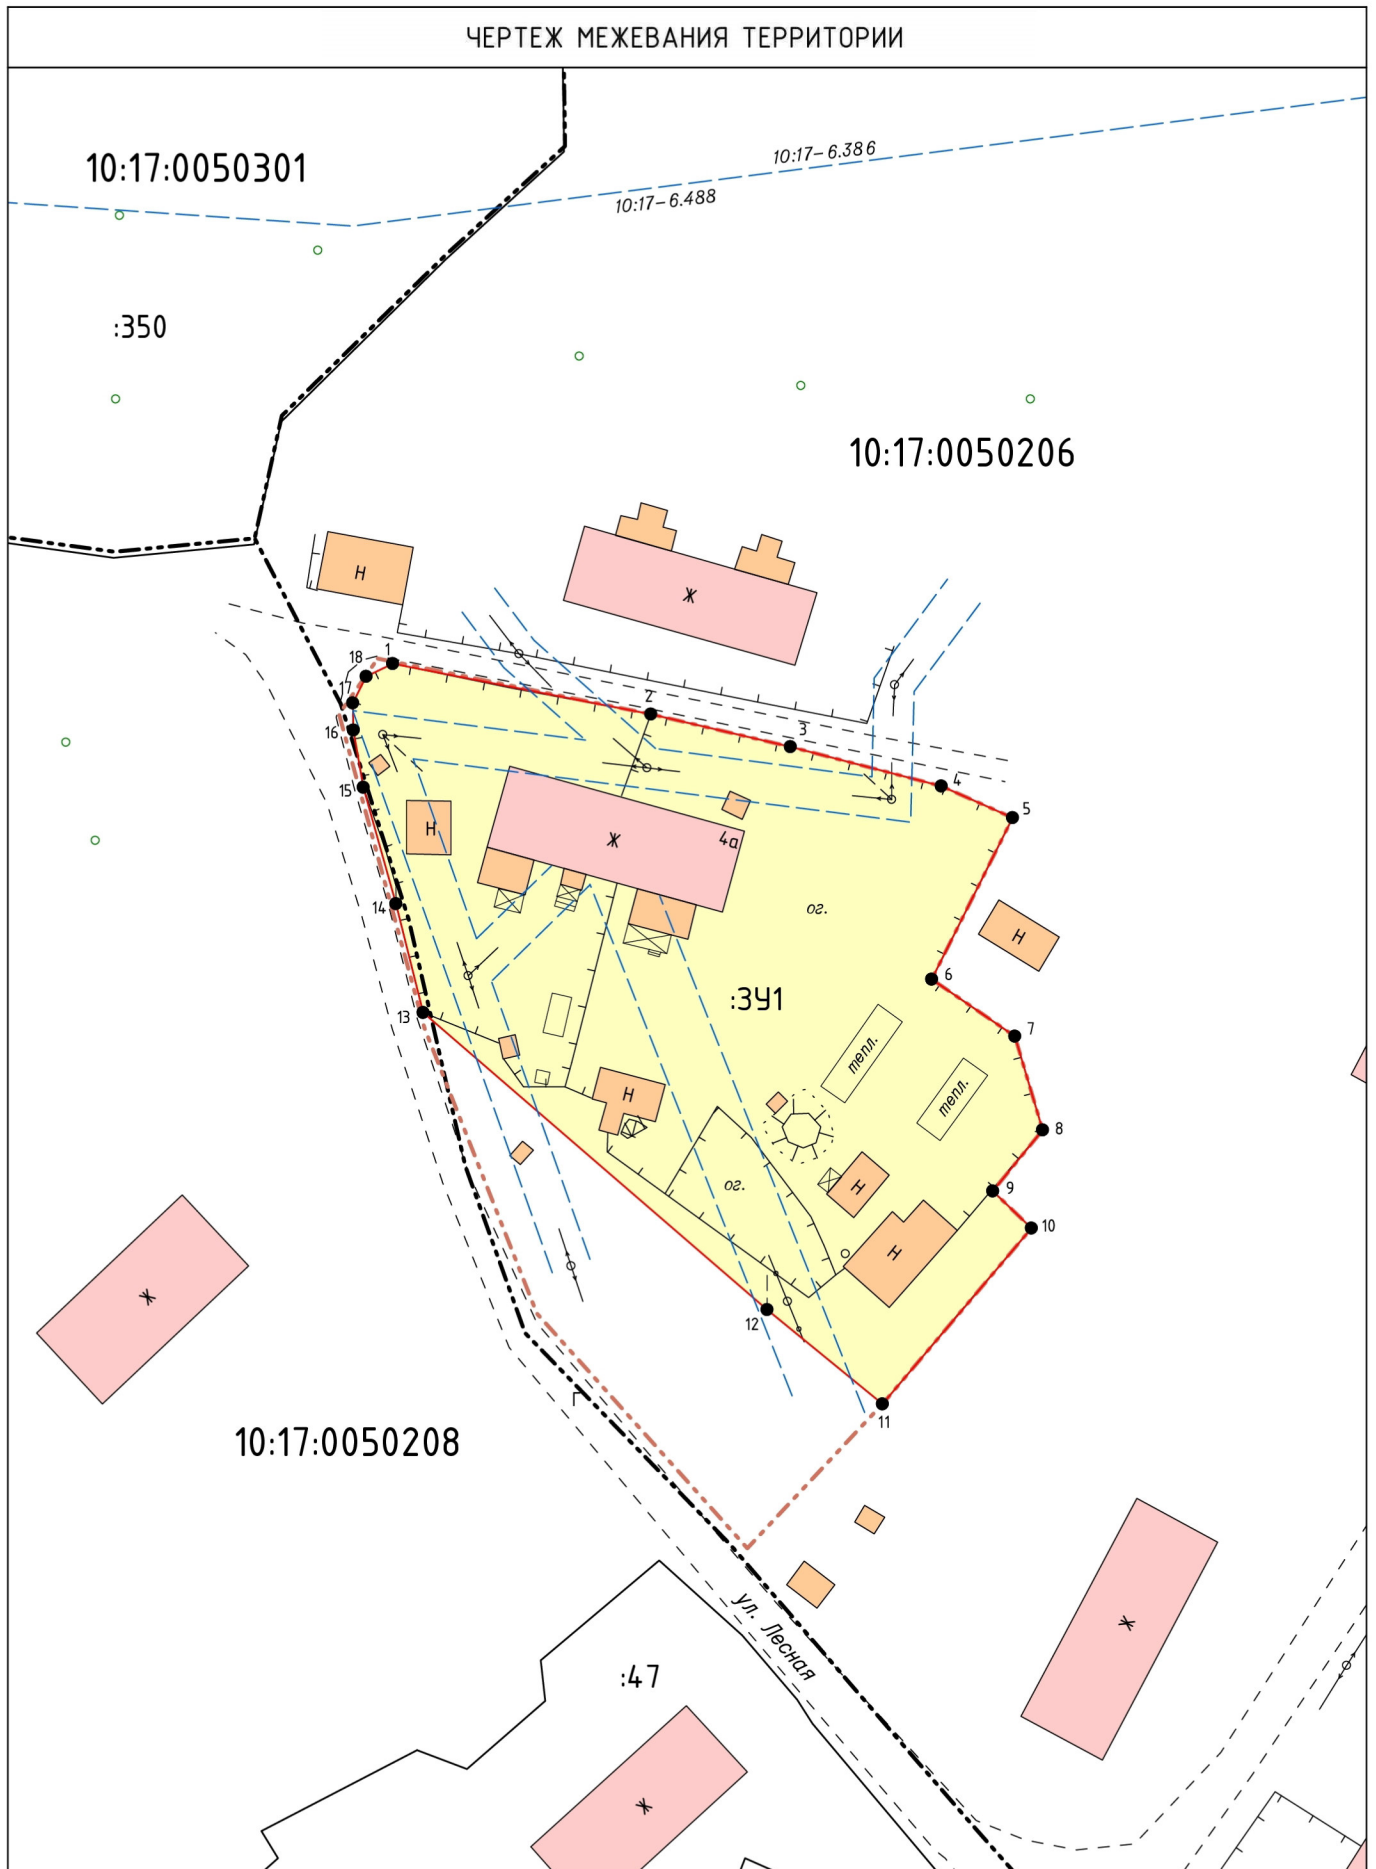 ЧЕРТЕЖ МЕЖЕВАНИЯ ТЕРРИТОРИИ
10:17-6.386
10:17:0050301
10:17-6.488
:350
10:17:0050206
Н
Ж
18
1
17
2
16
3
15
4
5
Н
Ж
4а
14
ог.
Н
6
13
:ЗУ1
7
тепл.
тепл.
Н
8
ог.
Н
9
10
Н
Ж
12
11
Г
10:17:0050208
ул. Лесная
Ж
:47
Ж